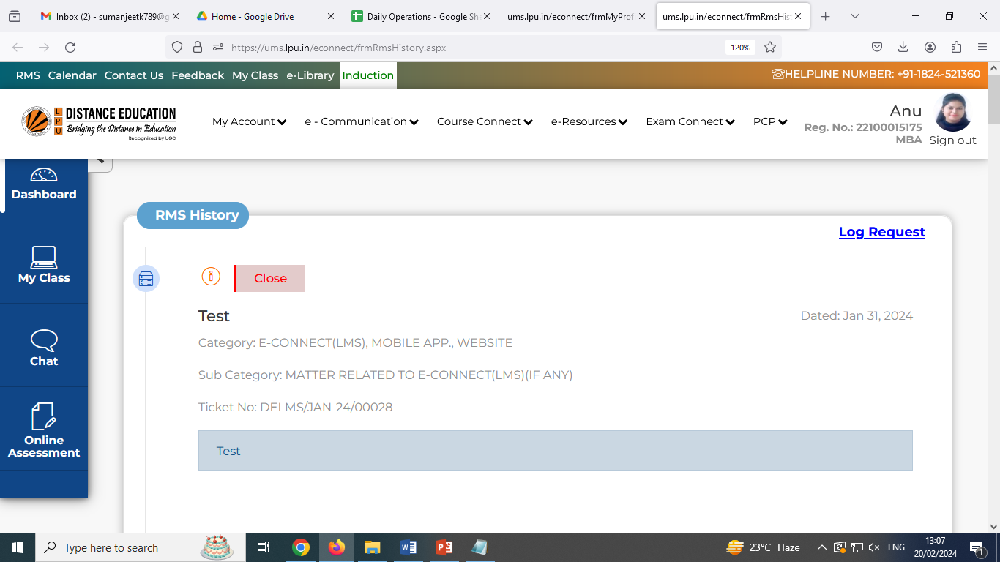 Inbox (2) - sumanjeetk789@g
Home - Google Drive
Daily Operations - Google She
ums.lpu.in/econnect/frmMyProfi
ums.lpu.in/econnect/frmRmsHist
https://ums.lpu.in/econnect/frmRmsHistory.aspx
120%
RMS Calendar Contact Us Feedback My Class e-Library Induction
HELPLINE NUMBER: +91-1824-521360
LPU
DISTANCE EDUCATION
Bridging the Distance in Education
Recognized by UGC
My Account
e - Communication
Course Connect
e-Resources
Exam Connect
PCP
Anu
Reg. No.: 22100015175
MBA
Sign out
Dashboard
My Class
Chat
Online
Assessment
RMS History
Log Request
Close
Test
Dated: Jan 31, 2024
Category: E-CONNECT(LMS), MOBILE APP., WEBSITE
Sub Category: MATTER RELATED TO E-CONNECT(LMS)(IF ANY)
Ticket No: DELMS/JAN-24/00028
Test
Type here to search
23°C Haze
ENG
13:07
20/02/2024
1